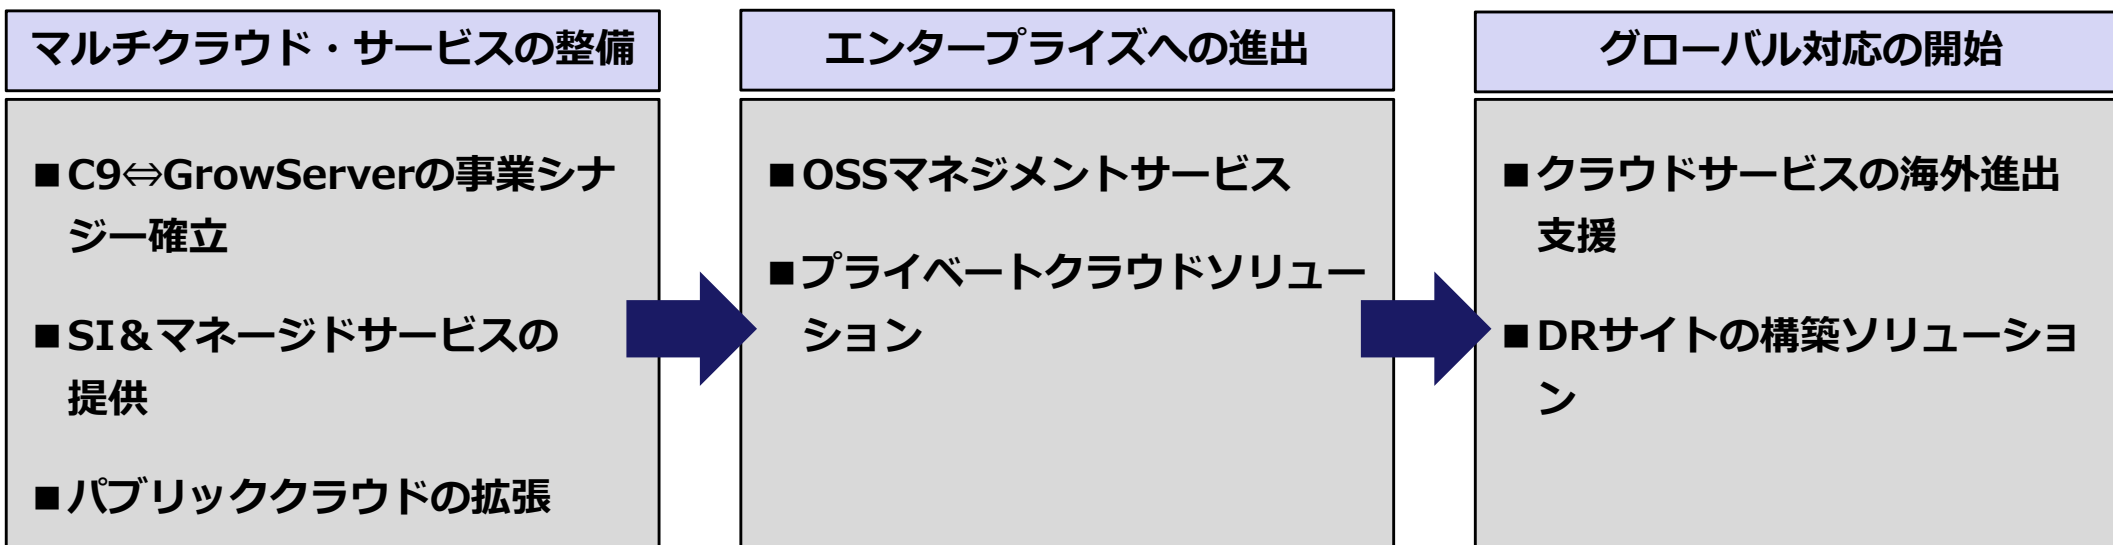 マルチクラウド・サービスの整備
■C9⇔GrowServerの事業シナ
ジー確立
■SI&マネージドサービスの
提供
■パブリッククラウドの拡張
エンタープライズへの進出
■OSSマネジメントサービス
■プライベートクラウドソリュー
ション
グローバル対応の開始
■クラウドサービスの海外進出
支援
■DRサイトの構築ソリューショ
ン